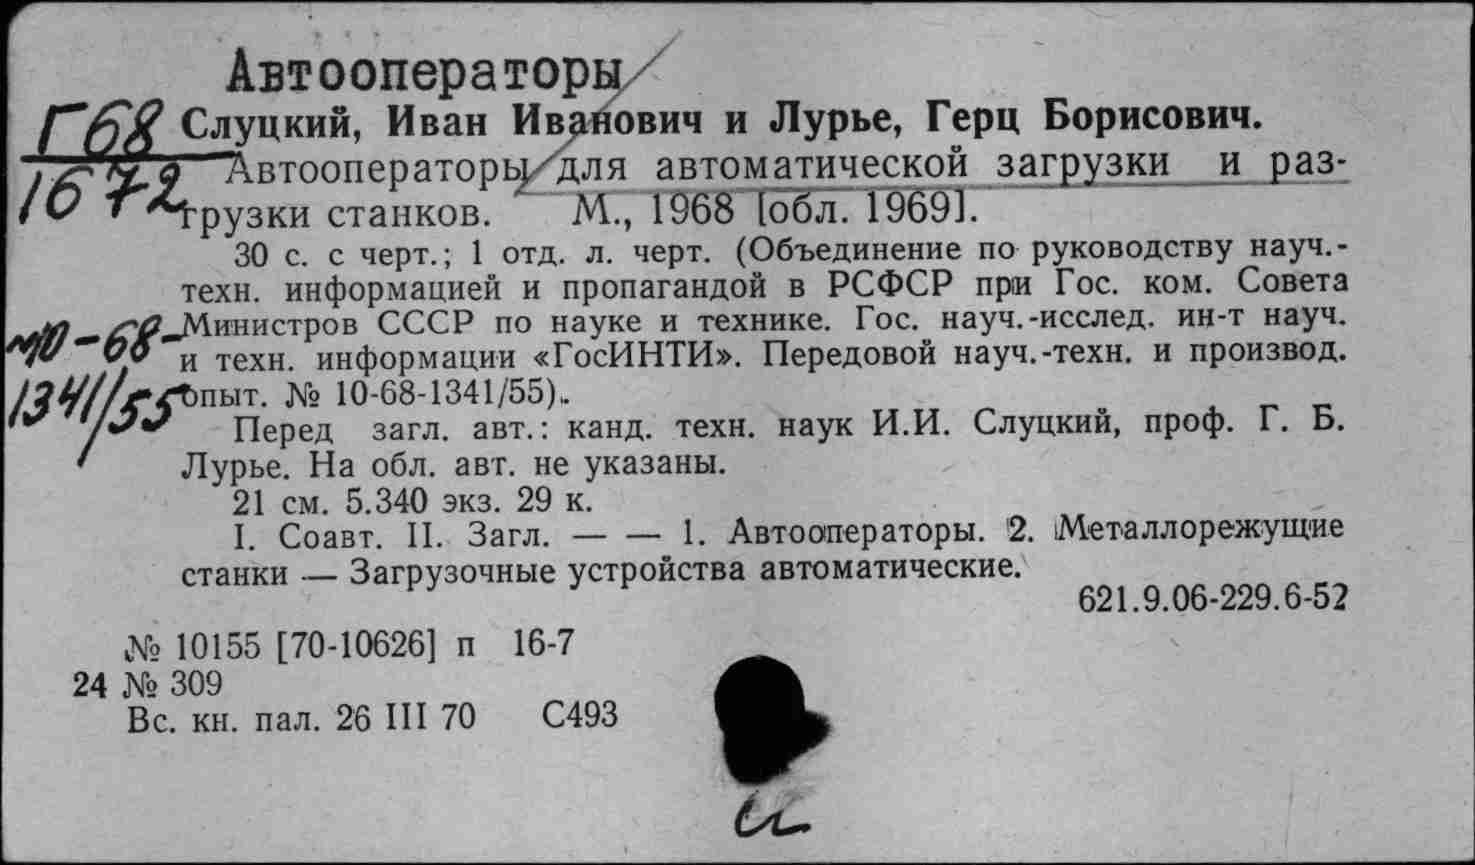 Автооператоры
Г68
1672
Слуцкий, Иван Иванович и Лурье, Герц Борисович.
Автооператоры для автоматической загрузки и раз-
грузки станков. М., 1968 [обл. 1969].
30 с. с черт.; 1 отд. л. черт. (Объединение по руководству науч.-
техн. информацией и пропагандой в РСФСР при Гос. ком. Совета
Министров СССР по науке и технике. Гос. науч.-исслед. ин-т науч.
и техн. информации «ГосИНТИ». Передовой науч.-техн. и производ.
опыт. № 10-68-1341/55).
№10-68-
1341/55
Перед загл. авт.: канд. техн. наук И.И. Слуцкий, проф. Г. Б.
Лурье. На обл. авт. не указаны.
21 см. 5.340 экз. 29 к.
I. Соавт. II. Загл. — — 1. Автооператоры. 2. Металлорежущие
станки — Загрузочные устройства автоматические.
621.9.06-229.6-52
№ 10155 [70-10626] п 16-7
24 № 309
Вс. кн. пал. 26 III 70 С493